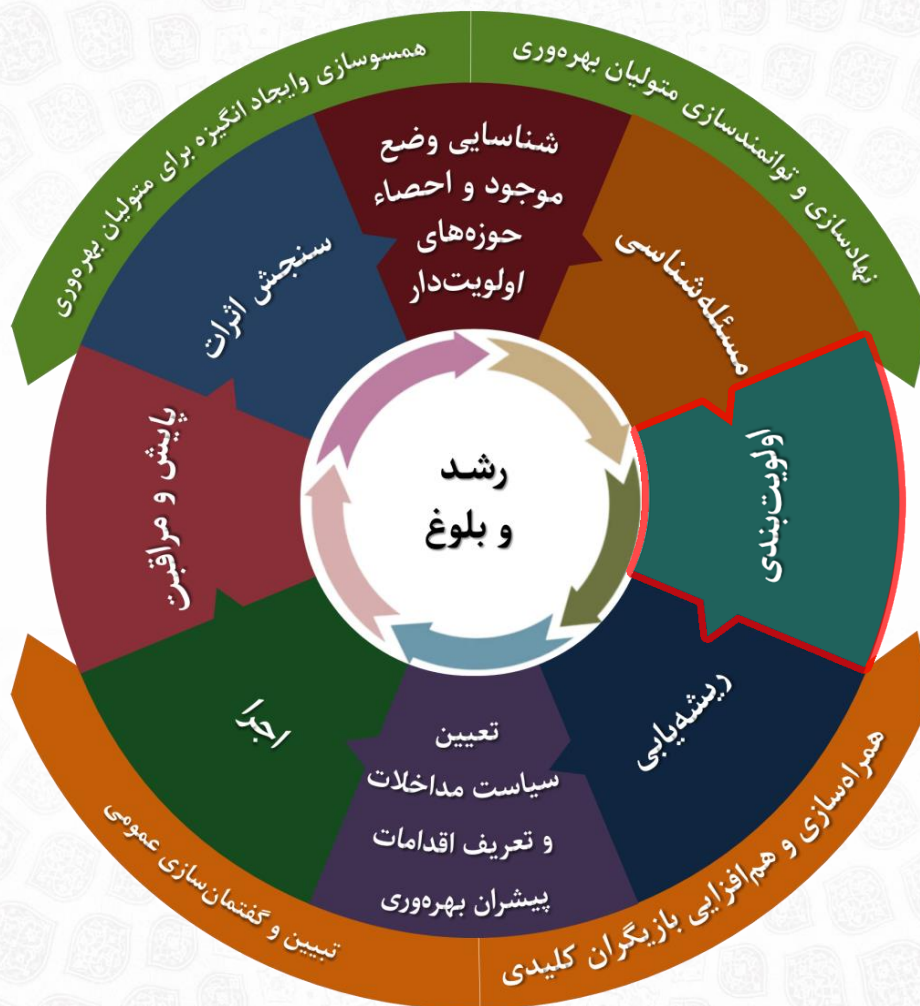 همسوسازی وایجاد انگیزه برای متولیان بهره‌وری
نهادسازی و توانمندسازی متولیان بهره‌وری
شناسایی وضع
موجود و احصاء
حوزه‌های
اولویت‌دار
مسئله‌شناسی
اولویت‌بندی
ریشه‌یابی
تعیین
سیاست مداخلات
و تعریف اقدامات
پیشران بهره‌وری
اجرا
پایش و مراقبت
سنجش اثرات
رشد
و بلوغ
همراه‌سازی و هم‌افزایی بازیگران کلیدی
تبیین و گفتمان‌سازی عمومی